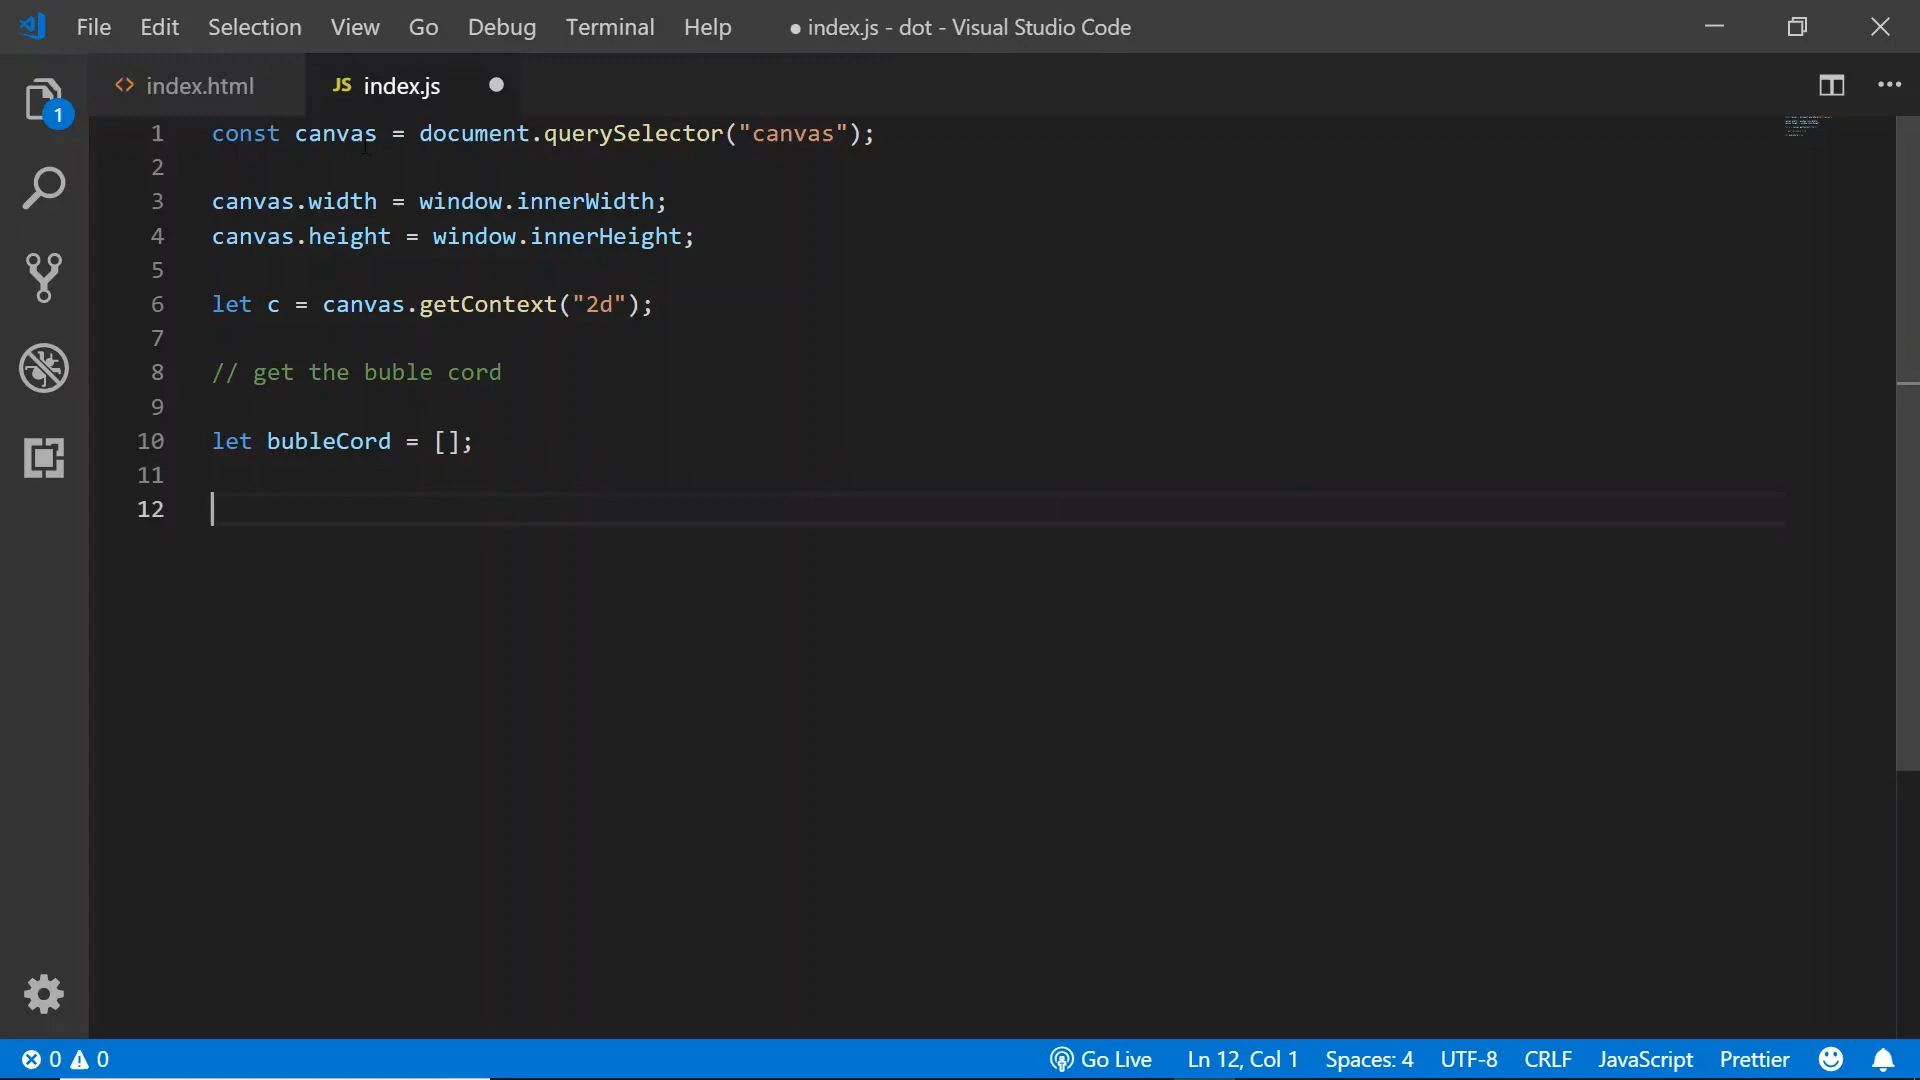 File Edit Selection View Go Debug Terminal Help ● index.js - dot - Visual Studio Code
1
<> index.html JS index.js
1 const canvas = document.querySelector("canvas");
2
3 canvas.width = window.innerWidth;
4 canvas.height = window.innerHeight;
5
6 let c = canvas.getContext("2d");
7
8 // get the buble cord
9
10 let bubleCord = [];
11
12
0 0 Go Live Ln 12, Col 1 Spaces: 4 UTF-8 CRLF JavaScript Prettier